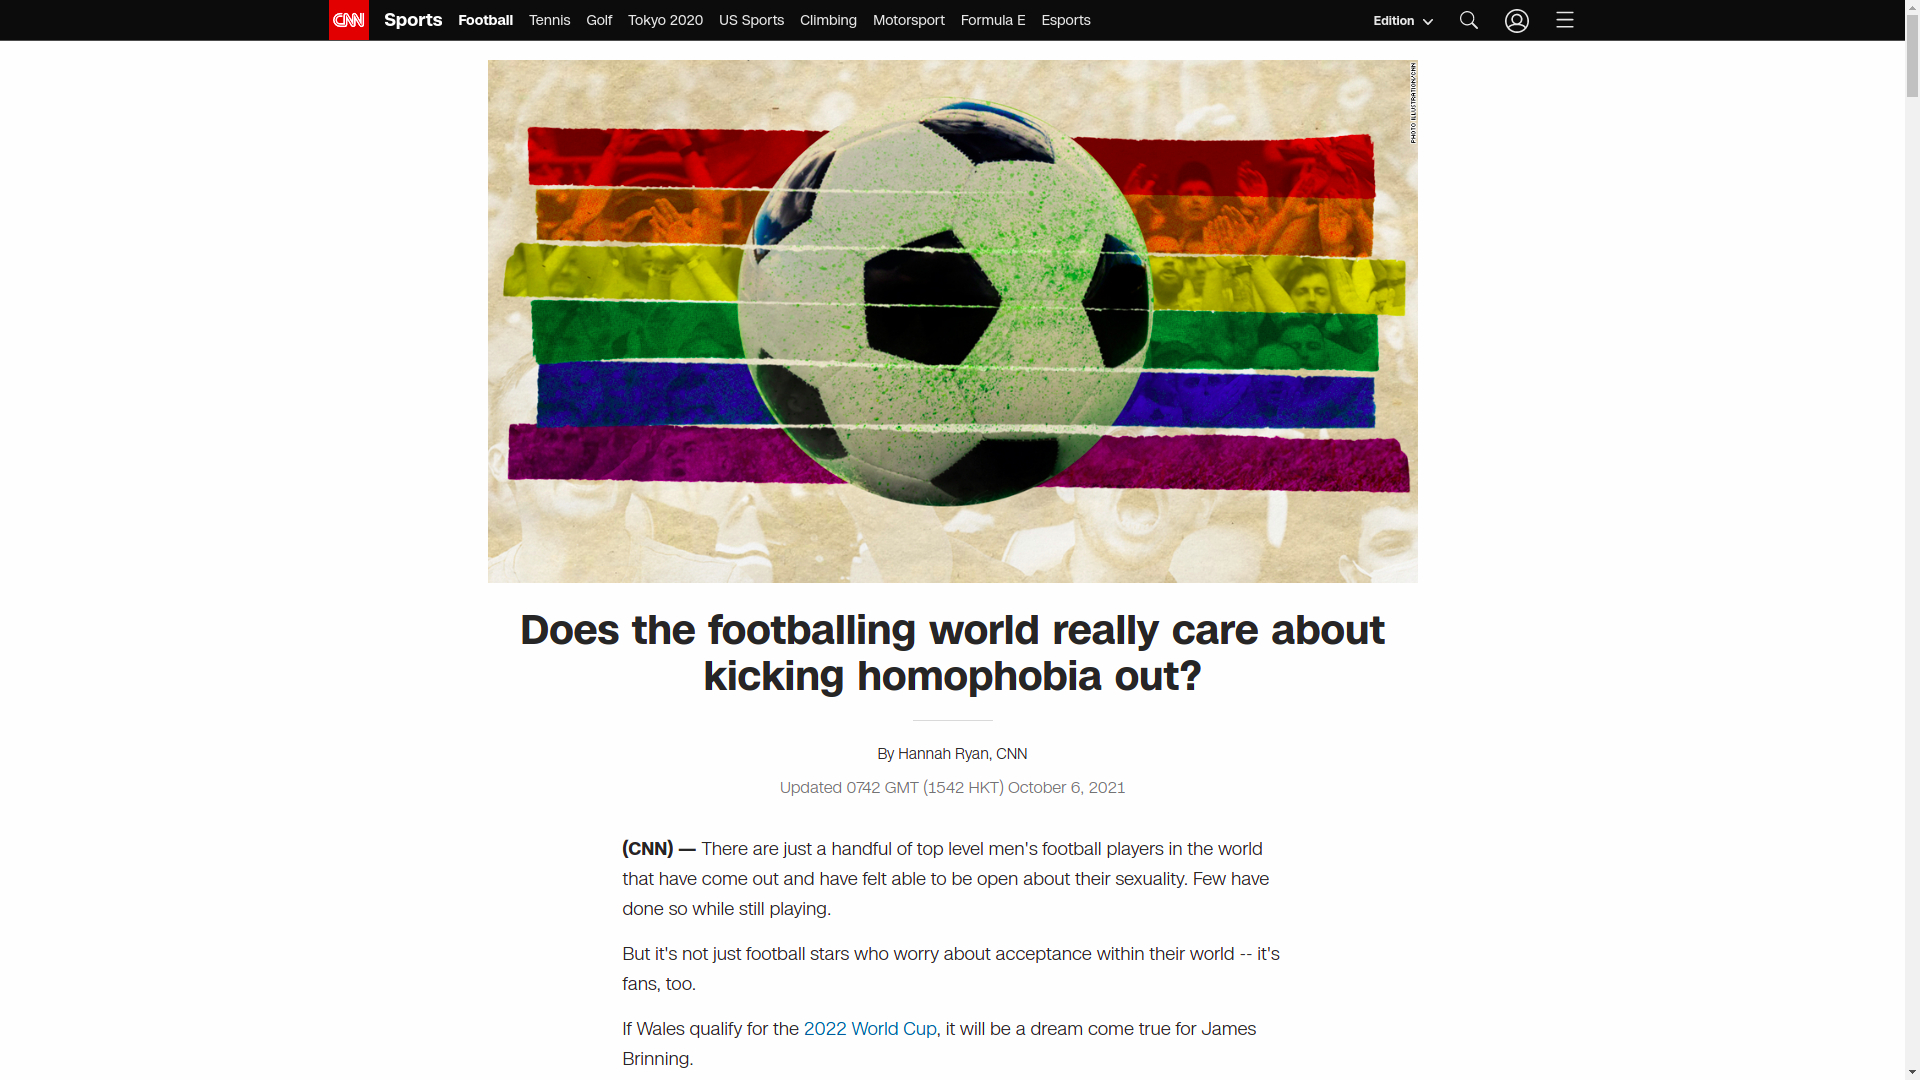 CNN Sports Football Tennis Golf Tokyo 2020 US Sports Climbing Motorsport Formula E Esports Edition
PHOTO ILLUSTRATION/CNN
Does the footballing world really care about
kicking homophobia out?
By Hannah Ryan, CNN
Updated 0742 GMT (1542 HKT) October 6, 2021
(CNN) — There are just a handful of top level men's football players in the world
that have come out and have felt able to be open about their sexuality. Few have
done so while still playing.
But it's not just football stars who worry about acceptance within their world -- it's
fans, too.
If Wales qualify for the 2022 World Cup, it will be a dream come true for James
Brinning.